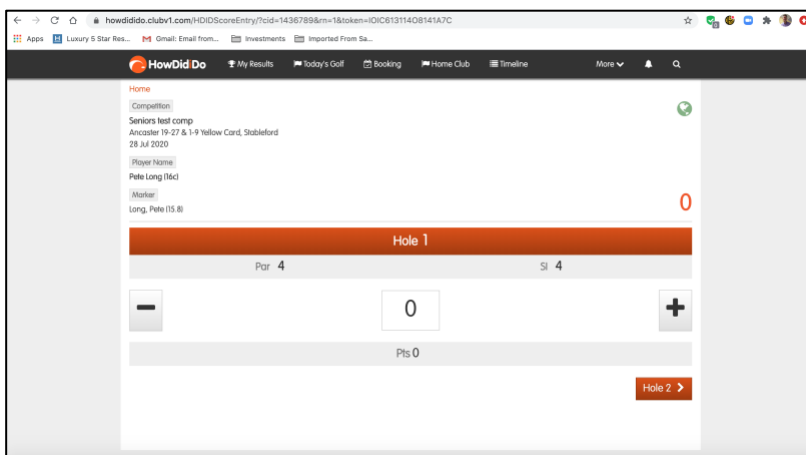 howdidido.clubv1.com/HDIDScoreEntry/?cid=1436789&rn=1&token=IOIC61311408141A7C
Apps Luxury 5 Star Res... Gmail: Email from... Investments Imported From Sa...
HowDidiDo My Results Today's Golf Booking Home Club Timeline More
Home
Competition
Seniors test comp
Ancaster 19-27 & 1-9 Yellow Card, Stableford
28 Jul 2020
Player Name
Pete Long (16c)
Marker
Long, Pete (15.8)
0
Hole 1
Par 4 SI 4
0
Pts 0
Hole 2